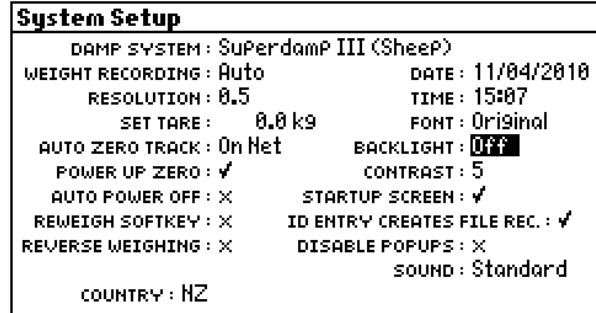 System Setup
DAMP SYSTEM : SuPerdamP III (SheeP)
WEIGHT RECORDING : Auto DATE : 11/04/2010
RESOLUTION : 0.5 TIME : 15:07
SET TARE : 0.0 kg FONT : Original
AUTO ZERO TRACK : On Net BACKLIGHT : Off
POWER UP ZERO : ✓ CONTRAST : 5
AUTO POWER OFF : × STARTUP SCREEN : ✓
REWEIGH SOFTKEY : × ID ENTRY CREATES FILE REC. : ✓
REVERSE WEIGHING : × DISABLE POPUPS : ×
SOUND : Standard
COUNTRY : NZ